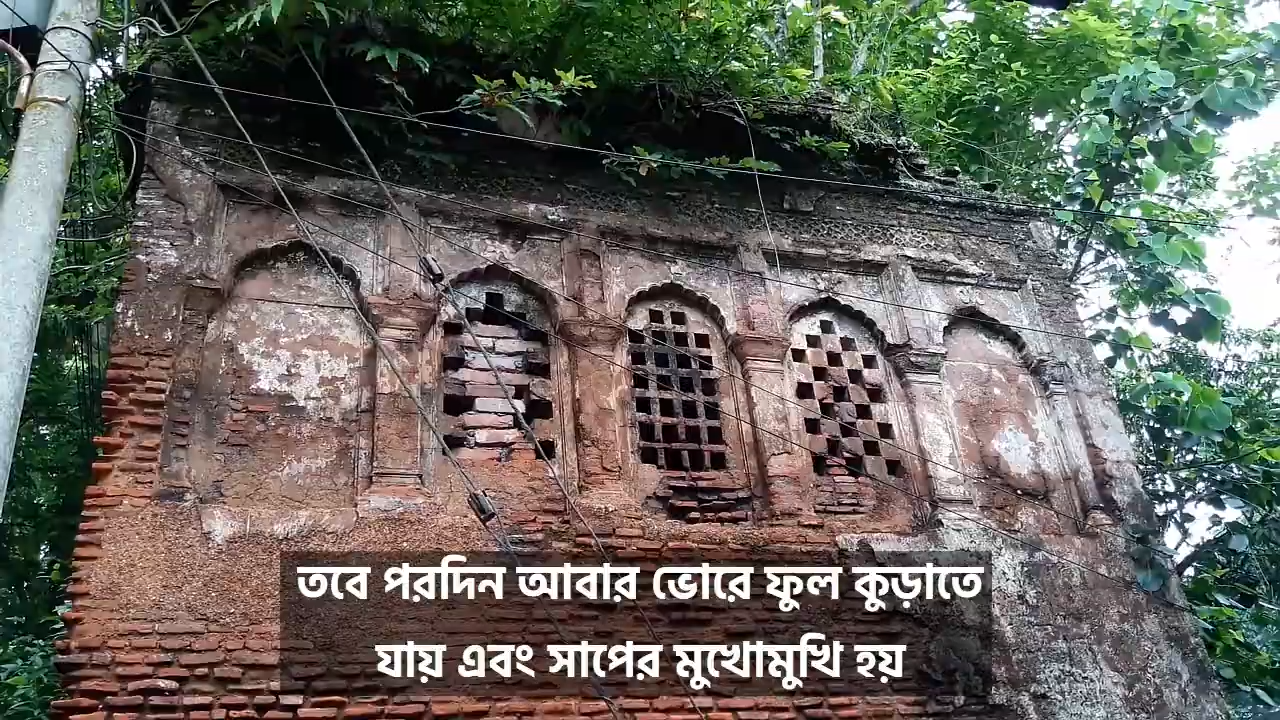 তবে পরদিন আবার ভোরে ফুল কুড়াতে
যায় এবং সাপের মুখোমুখি হয়